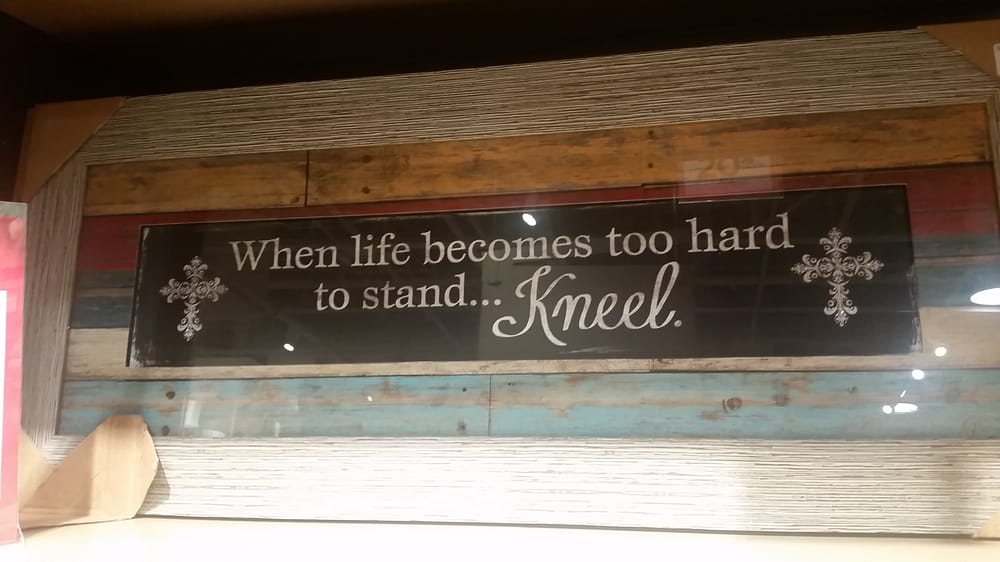 When life becomes too hard
to stand... Kneel.